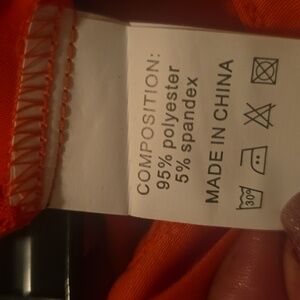 COMPOSITION:
95% polyester
5% spandex
MADE IN CHINA
30°